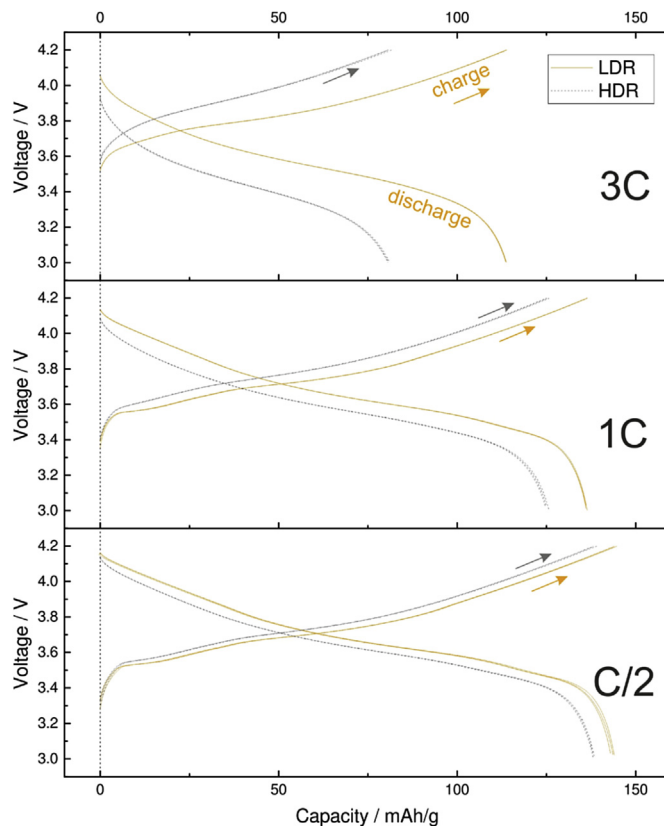 0 50 100 150
4.2
4.0
3.8
3.6
3.4
3.2
3.0
Voltage / V
charge
discharge
LDR
HDR
3C
4.2
4.0
3.8
3.6
3.4
3.2
3.0
Voltage / V
1C
4.2
4.0
3.8
3.6
3.4
3.2
3.0
Voltage / V
C/2
0 50 100 150
Capacity / mAh/g